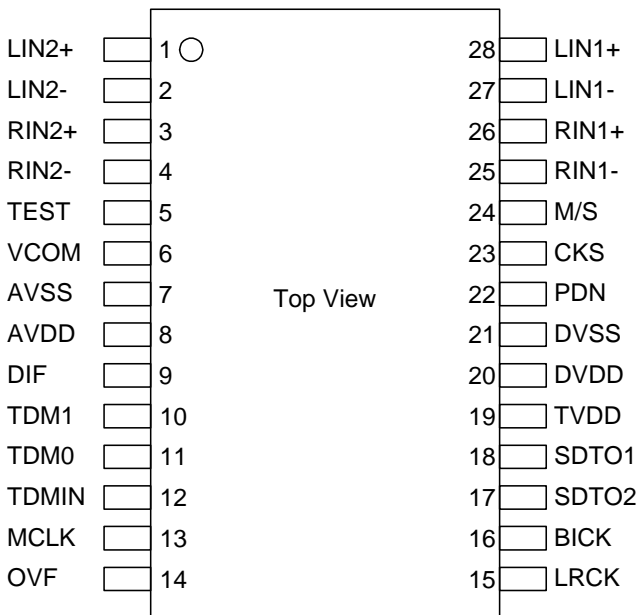 LIN2+ 1 28 LIN1+
LIN2- 2 27 LIN1-
RIN2+ 3 26 RIN1+
RIN2- 4 25 RIN1-
TEST 5 24 M/S
VCOM 6 23 CKS
AVSS 7 Top View 22 PDN
AVDD 8 21 DVSS
DIF 9 20 DVDD
TDM1 10 19 TVDD
TDM0 11 18 SDTO1
TDMIN 12 17 SDTO2
MCLK 13 16 BICK
OVF 14 15 LRCK